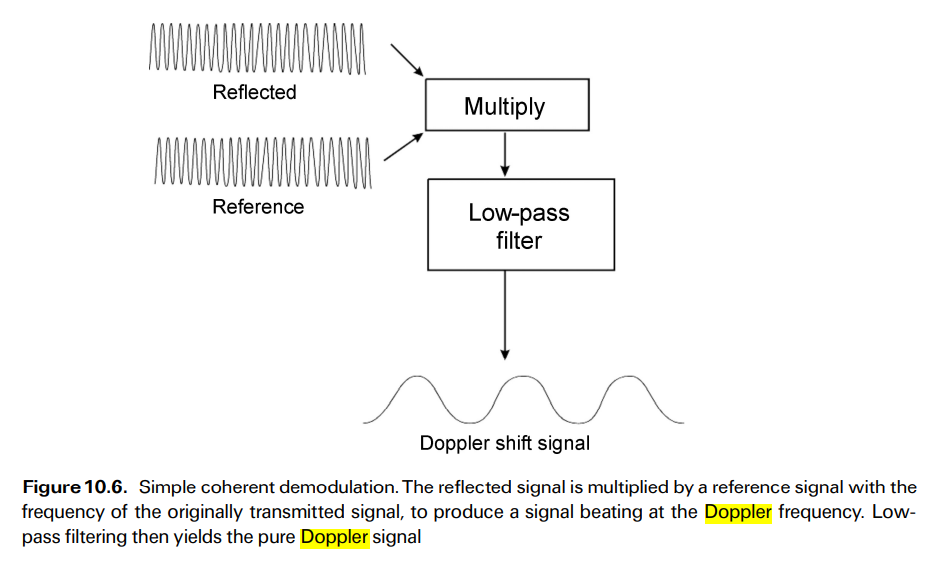 Reflected
Multiply
Reference
Low-pass
filter
Doppler shift signal
Figure 10.6. Simple coherent demodulation. The reflected signal is multiplied by a reference signal with the
frequency of the originally transmitted signal, to produce a signal beating at the Doppler frequency. Low-
pass filtering then yields the pure Doppler signal